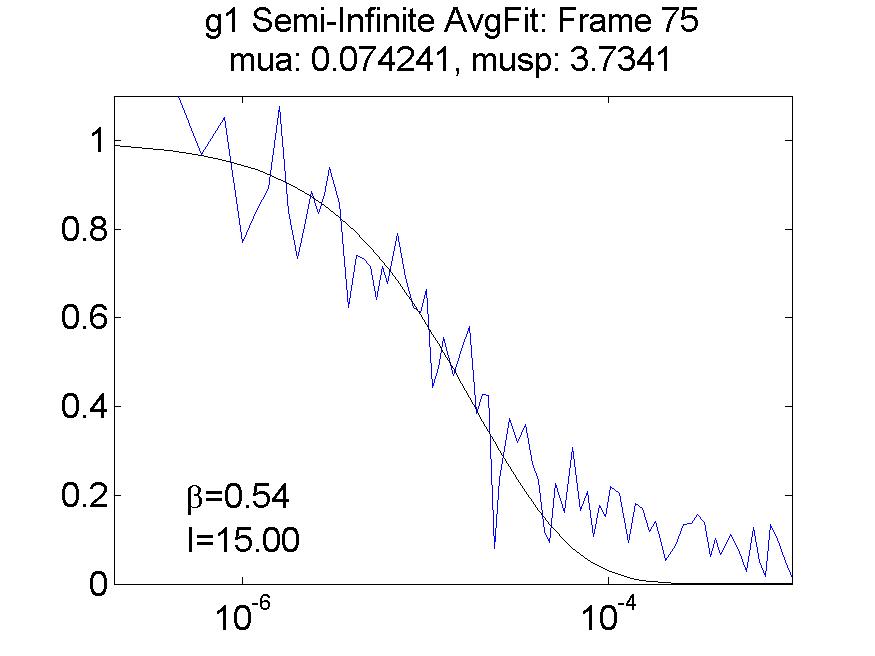 g1 Semi-Infinite AvgFit: Frame 75
mua: 0.074241, musp: 3.7341
1
0.8
0.6
0.4
0.2
0
β=0.54
I=15.00
10^-6
10^-4